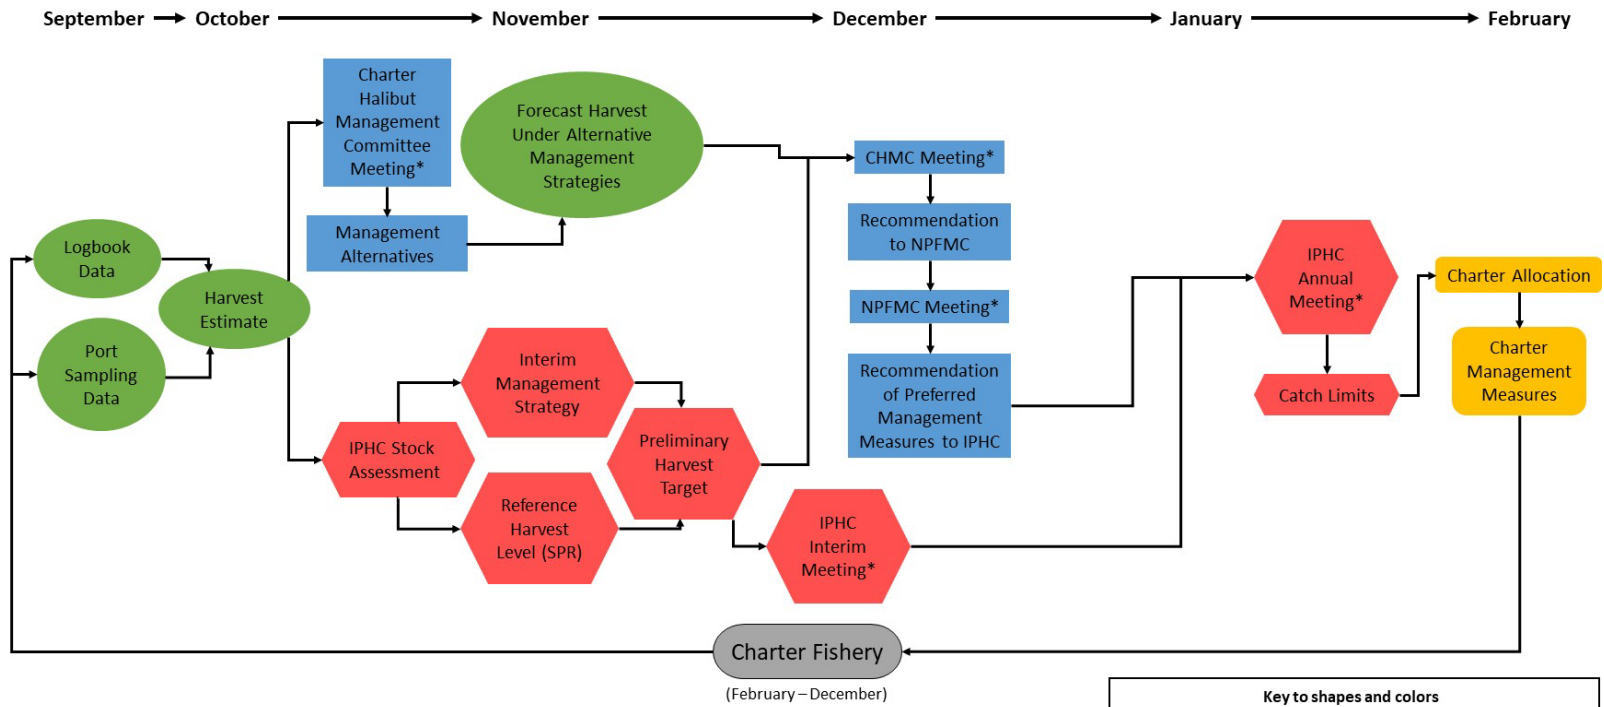 September
October
November
December
January
February
Charter
Halibut
Management
Committee
Meeting*
Management
Alternatives
Forecast Harvest
Under Alternative
Management
Strategies
Logbook
Data
Port
Sampling
Data
Harvest
Estimate
IPHC Stock
Assessment
Interim
Management
Strategy
Reference
Harvest
Level (SPR)
Preliminary
Harvest
Target
CHMC Meeting*
Recommendation
to NPFMC
NPFMC Meeting*
Recommendation
of Preferred
Management
Measures to IPHC
IPHC
Interim
Meeting*
IPHC
Annual
Meeting*
Catch Limits
Charter Allocation
Charter
Management
Measures
Charter Fishery
(February – December)
Key to shapes and colors